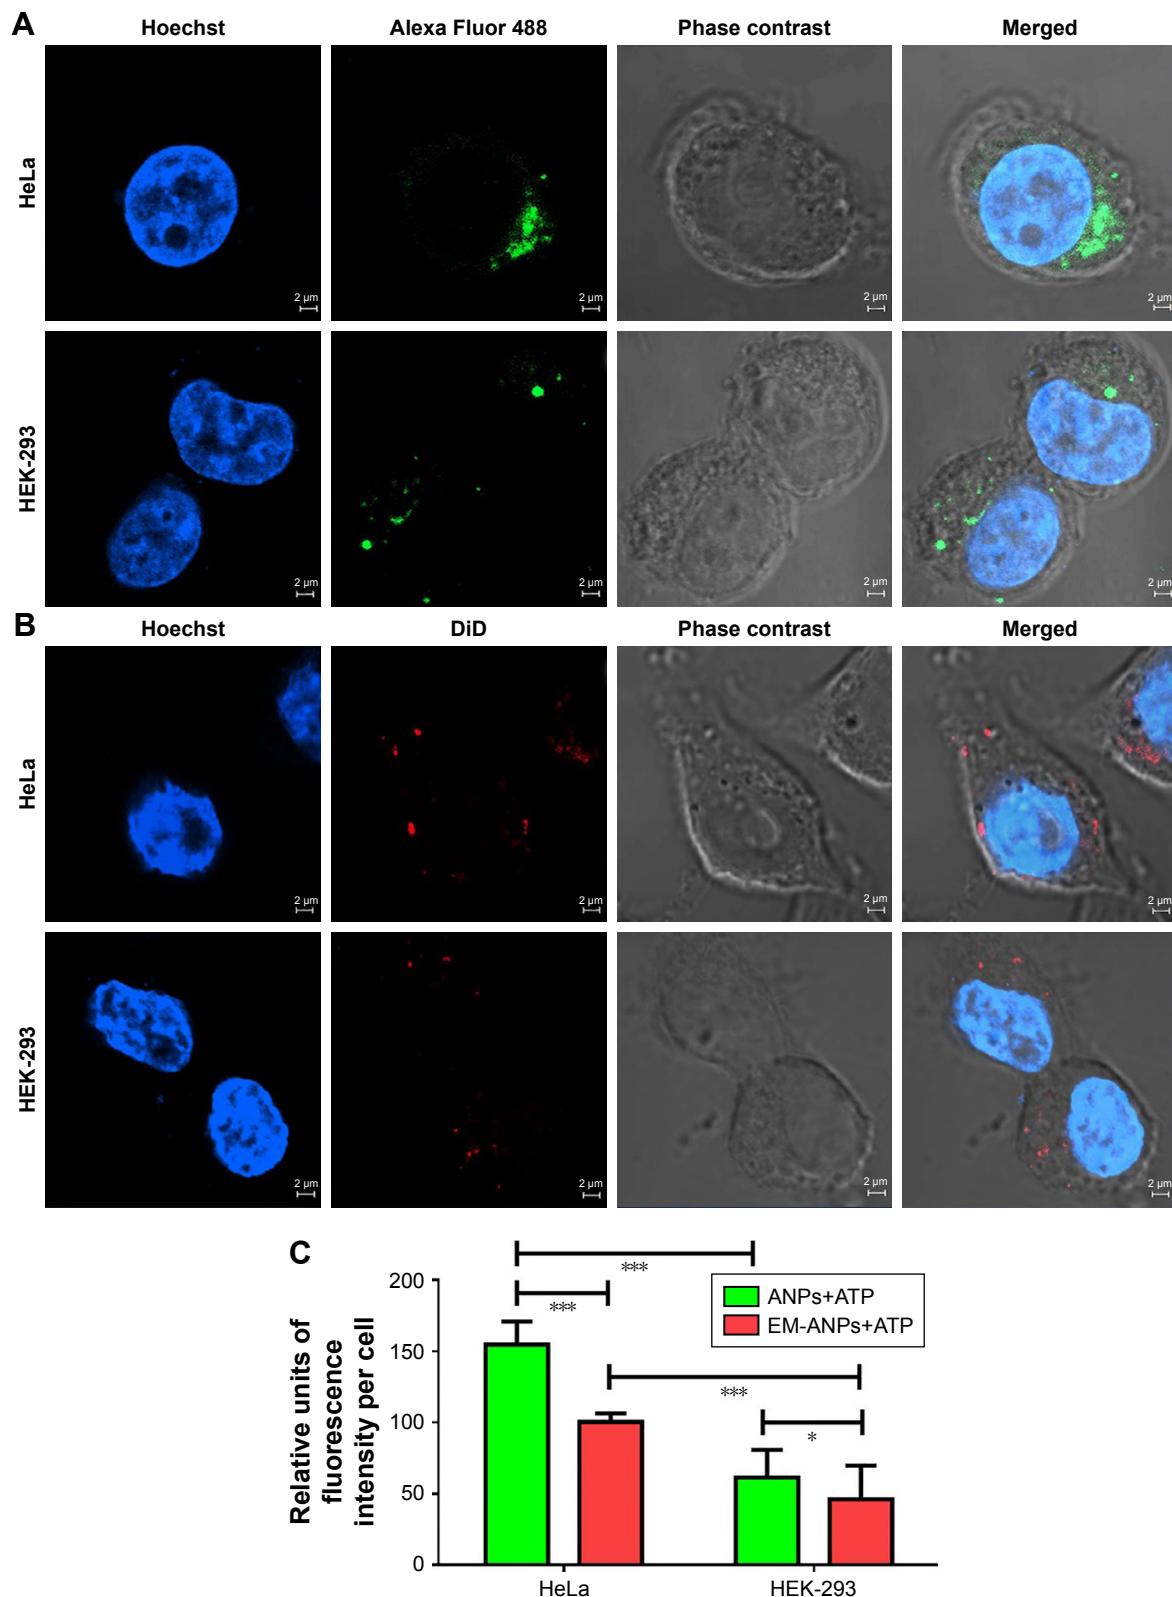 A
Hoechst Alexa Fluor 488 Phase contrast Merged
HeLa
2 µm 2 µm 2 µm 2 µm
HEK-293
2 µm 2 µm 2 µm 2 µm
B
Hoechst DiD Phase contrast Merged
HeLa
2 µm 2 µm 2 µm 2 µm
HEK-293
2 µm 2 µm 2 µm 2 µm
C
Relative units of
fluorescence
intensity per cell
200
150
100
50
0
***
***
***
*
ANPs+ATP
EM-ANPs+ATP
HeLa HEK-293